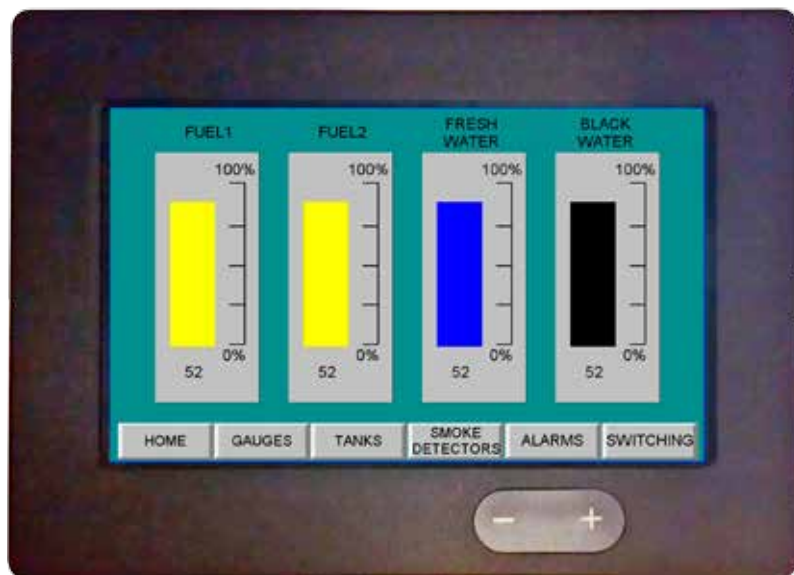 FUEL1
FUEL2
FRESH
WATER
BLACK
WATER
100%
100%
100%
100%
0%
0%
0%
0%
52
52
52
52
HOME
GAUGES
TANKS
SMOKE
DETECTORS
ALARMS
SWITCHING
- +